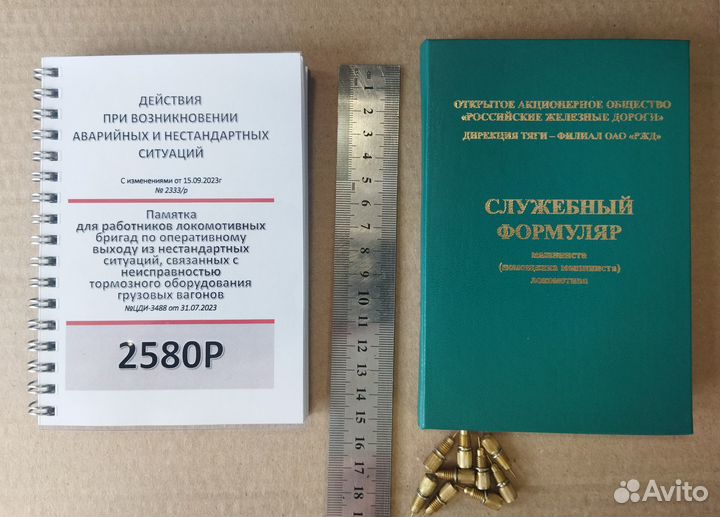 ДЕЙСТВИЯ
ПРИ ВОЗНИКНОВЕНИИ
АВАРИЙНЫХ И НЕСТАНДАРТНЫХ
СИТУАЦИЙ
С изменениями от 15.09.2023г
№ 2333/р
Памятка
для работников локомотивных
бригад по оперативному
выходу из нестандартных
ситуаций, связанных с
неисправностью
тормозного оборудования
грузовых вагонов
№ЦДИ-3488 от 31.07.2023
2580Р
1
2
3
4
5
6
7
8
9
10
11
12
13
14
15
16
17
18
ОТКРЫТОЕ АКЦИОНЕРНОЕ ОБЩЕСТВО
«РОССИЙСКИЕ ЖЕЛЕЗНЫЕ ДОРОГИ»
ДИРЕКЦИЯ ТЯГИ – ФИЛИАЛ ОАО «РЖД»
СЛУЖЕБНЫЙ
ФОРМУЛЯР
машиниста
(помощника машиниста)
локомотива
Avito